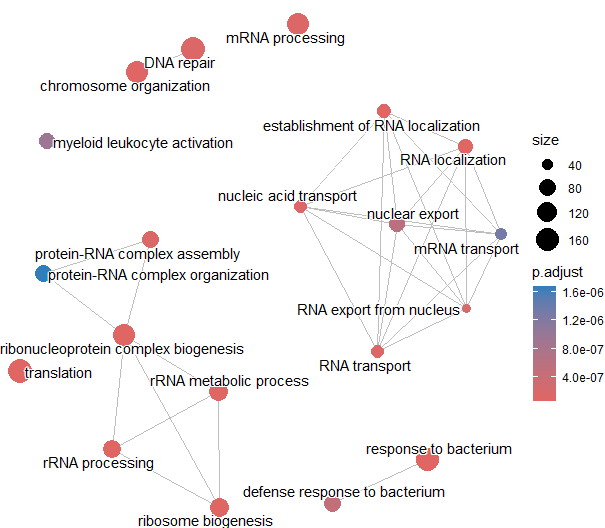 mRNA processing
DNA repair
chromosome organization
myeloid leukocyte activation
establishment of RNA localization
RNA localization
nucleic acid transport
nuclear export
mRNA transport
protein-RNA complex assembly
protein-RNA complex organization
RNA export from nucleus
ribonucleoprotein complex biogenesis
RNA transport
translation
rRNA metabolic process
rRNA processing
response to bacterium
defense response to bacterium
ribosome biogenesis
size
40
80
120
160
p.adjust
1.6e-06
1.2e-06
8.0e-07
4.0e-07